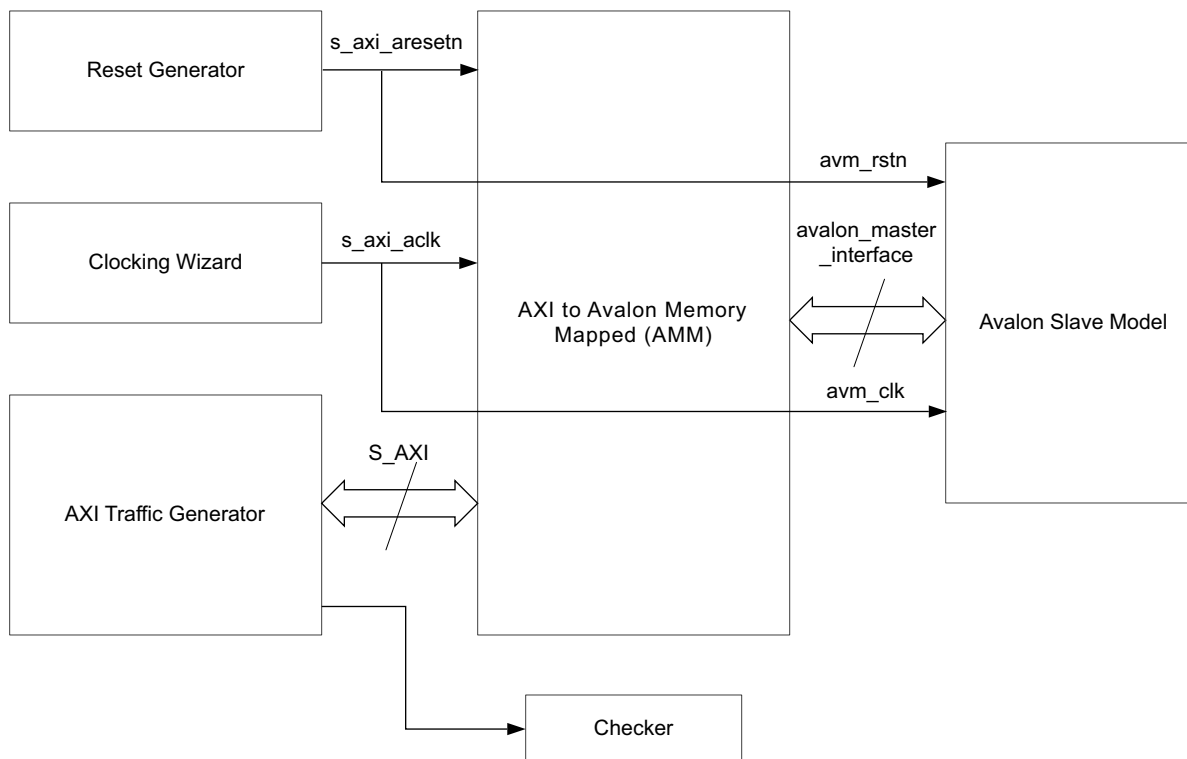 s_axi_aresetn
Reset Generator
avm_rstn
s_axi_aclk
Clocking Wizard
avalon_master
_interface
AXI to Avalon Memory
Mapped (AMM)
Avalon Slave Model
avm_clk
S_AXI
AXI Traffic Generator
Checker